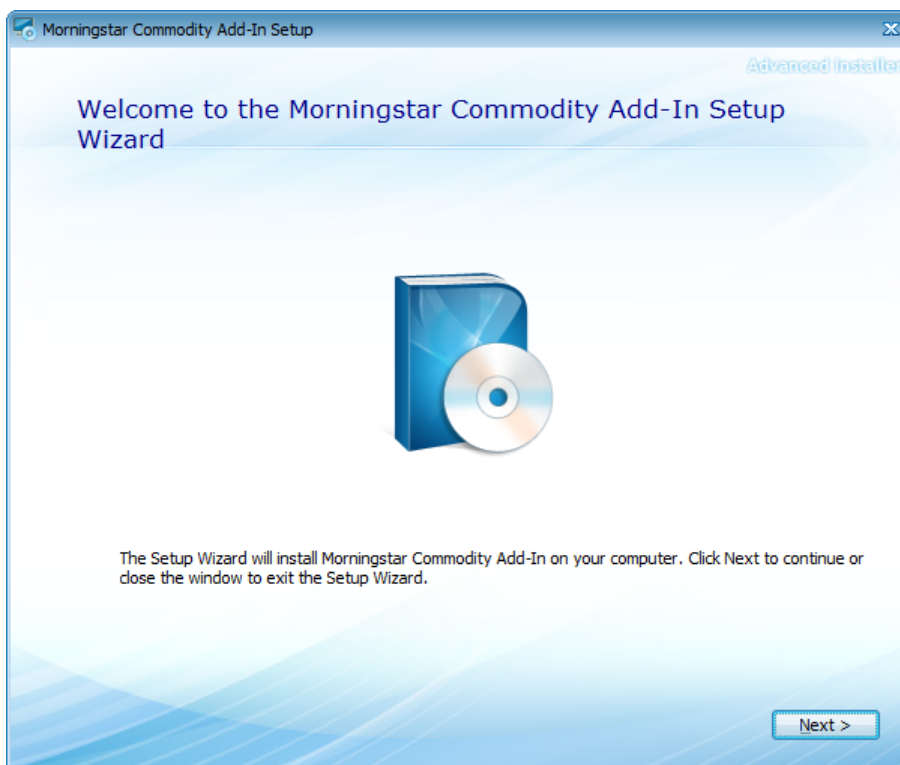 Morningstar Commodity Add-In Setup
Advanced Installer
Welcome to the Morningstar Commodity Add-In Setup
Wizard
The Setup Wizard will install Morningstar Commodity Add-In on your computer. Click Next to continue or
close the window to exit the Setup Wizard.
Next >